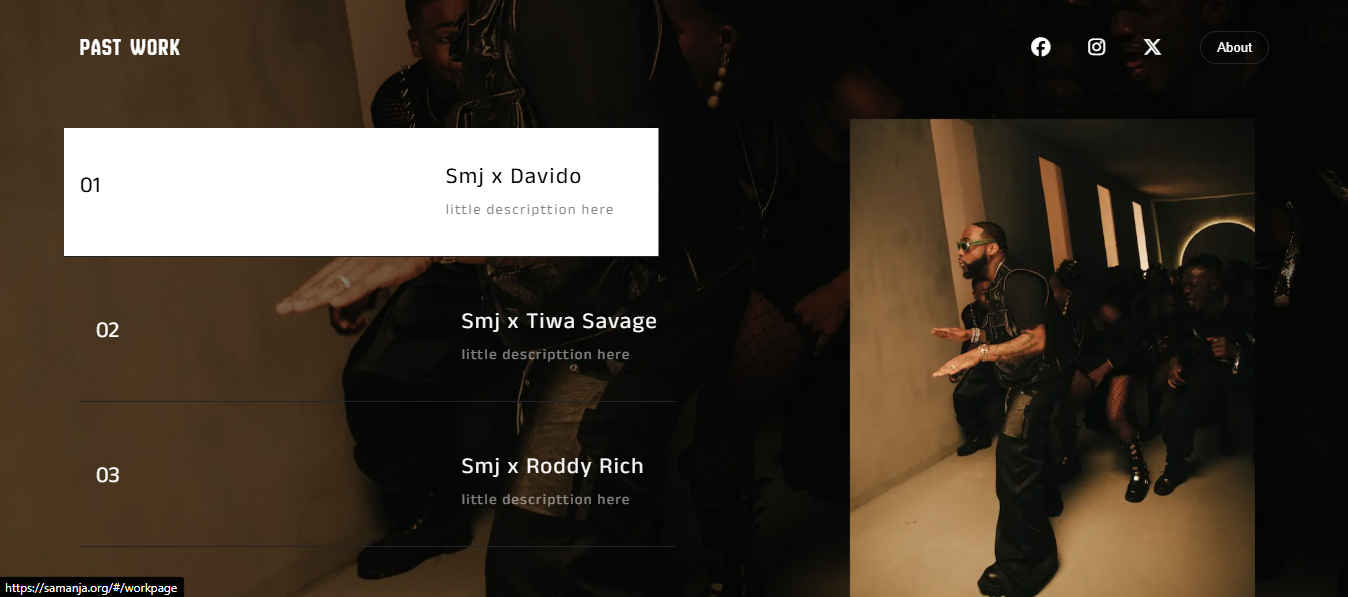 PAST WORK
About
01
Smj x Davido
little descripttion here
02
Smj x Tiwa Savage
little descripttion here
03
Smj x Roddy Rich
little descripttion here
https://samanja.org/#/workpage